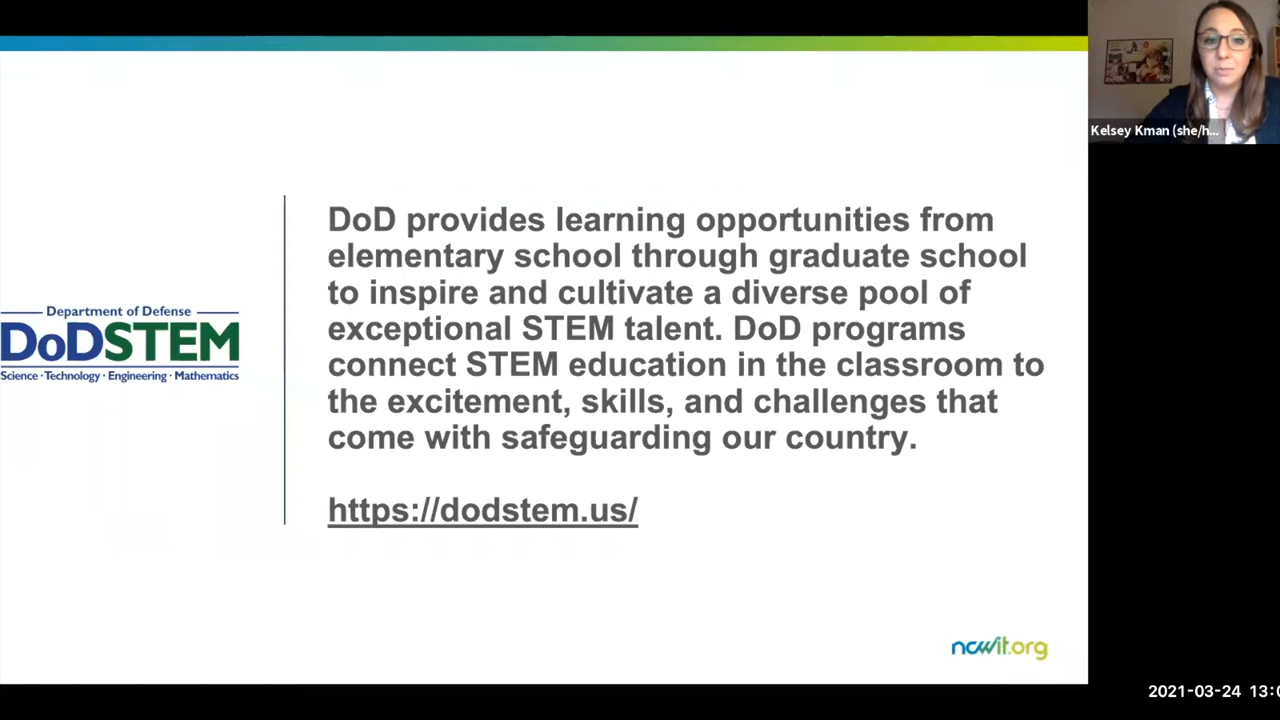 Kelsey Kman (she/h...
DoD provides learning opportunities from
elementary school through graduate school
to inspire and cultivate a diverse pool of
exceptional STEM talent. DoD programs
connect STEM education in the classroom to
the excitement, skills, and challenges that
come with safeguarding our country.
https://dodstem.us/
Department of Defense
DoDSTEM
Science · Technology · Engineering · Mathematics
ncwit.org
2021-03-24 13:0